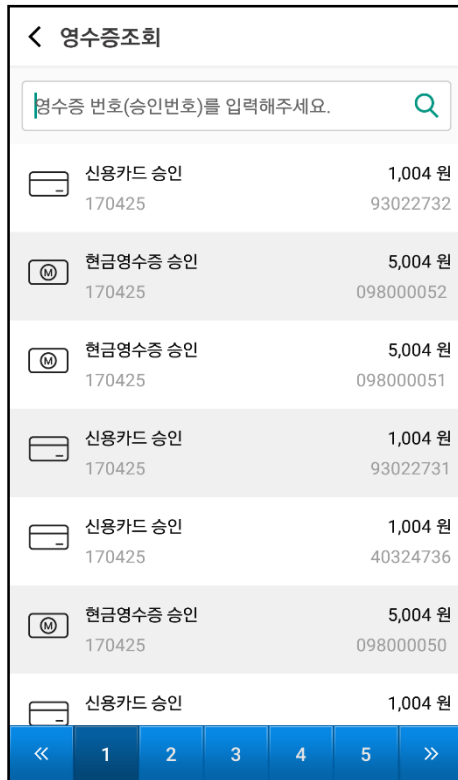 영수증조회
영수증 번호(승인번호)를 입력해주세요.
신용카드 승인 1,004 원
170425 93022732
현금영수증 승인 5,004 원
170425 098000052
현금영수증 승인 5,004 원
170425 098000051
신용카드 승인 1,004 원
170425 93022731
신용카드 승인 1,004 원
170425 40324736
현금영수증 승인 5,004 원
170425 098000050
신용카드 승인 1,004 원
« 1 2 3 4 5 »